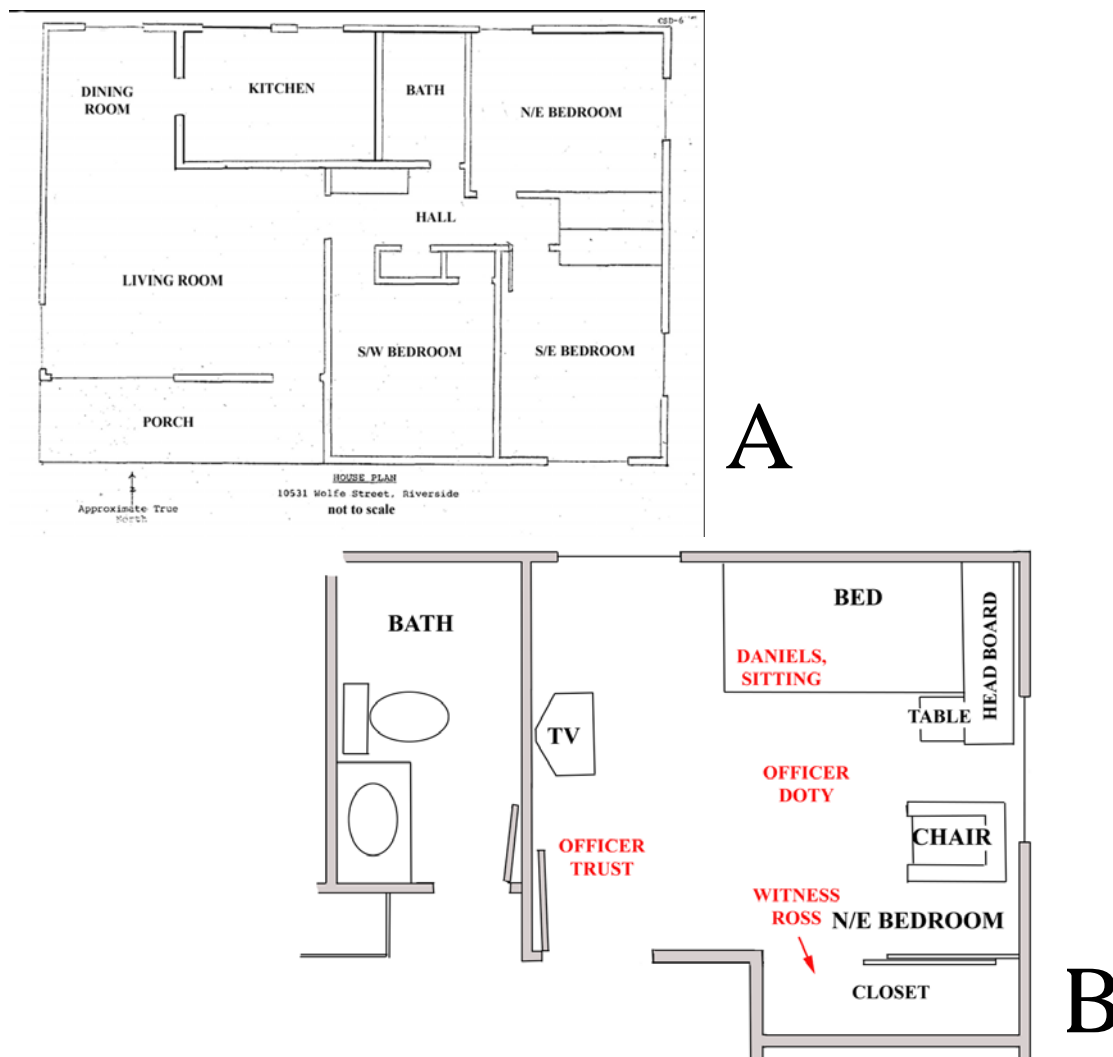 CSD-6
DINING
ROOM
KITCHEN
BATH
N/E BEDROOM
HALL
LIVING ROOM
S/W BEDROOM
S/E BEDROOM
PORCH
HOUSE PLAN
10531 Wolfe Street, Riverside
not to scale
Approximate True
North
A
BATH
BED
HEAD BOARD
DANIELS,
SITTING
TABLE
TV
OFFICER
DOTY
CHAIR
OFFICER
TRUST
WITNESS
ROSS
N/E BEDROOM
CLOSET
B